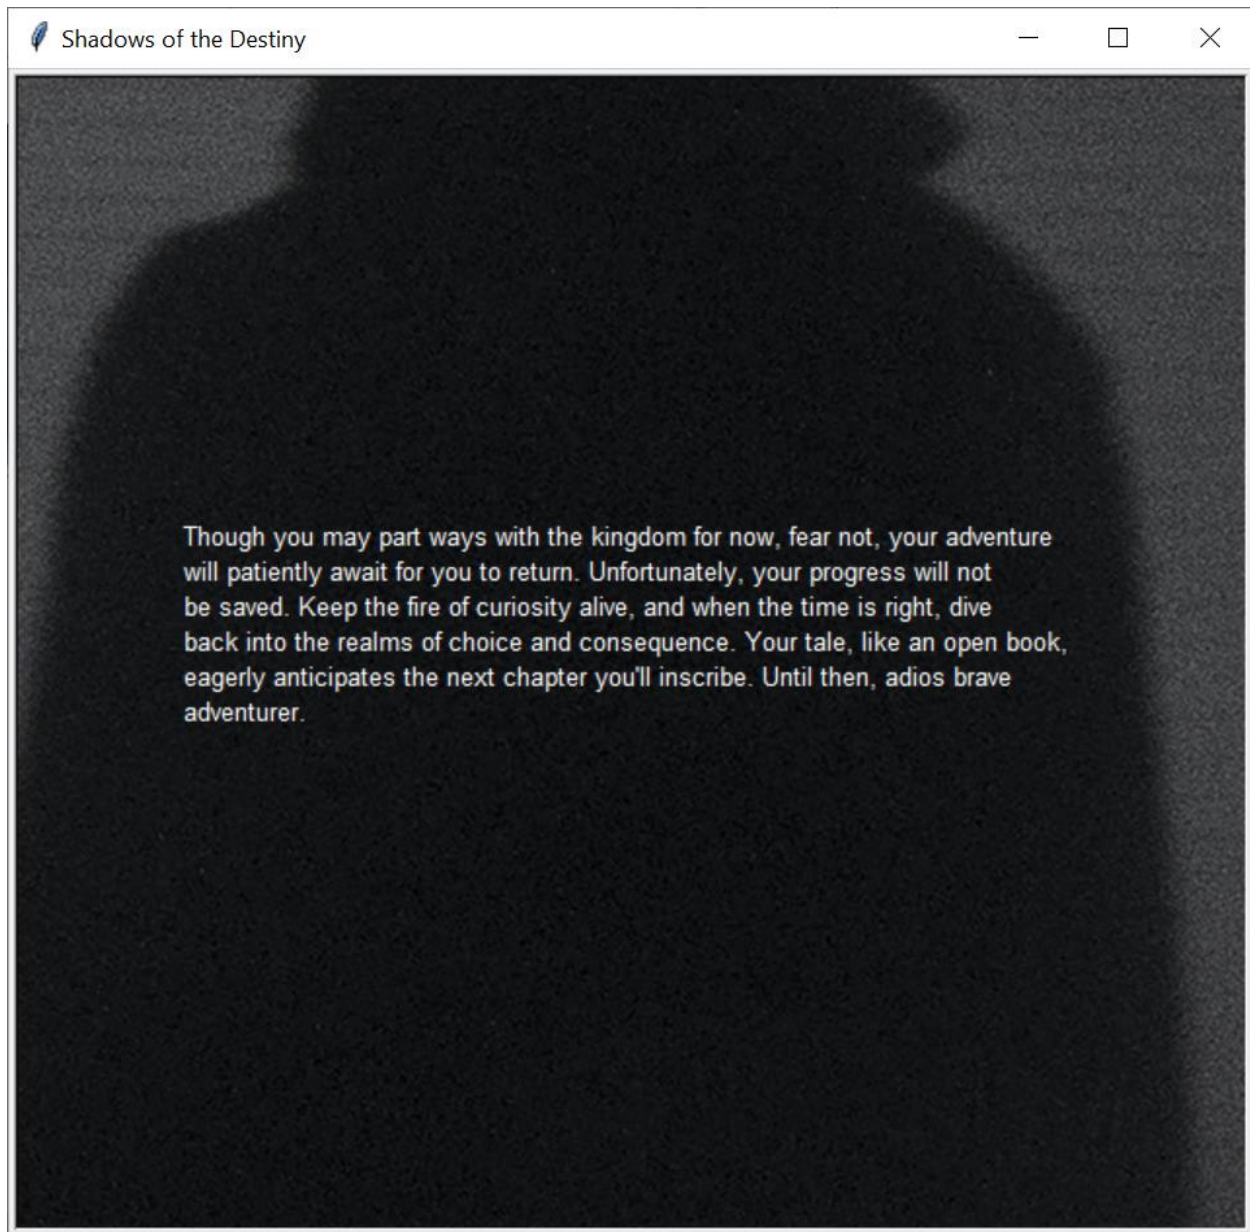 Shadows of the Destiny
Though you may part ways with the kingdom for now, fear not, your adventure
will patiently await for you to return. Unfortunately, your progress will not
be saved. Keep the fire of curiosity alive, and when the time is right, dive
back into the realms of choice and consequence. Your tale, like an open book,
eagerly anticipates the next chapter you'll inscribe. Until then, adios brave
adventurer.